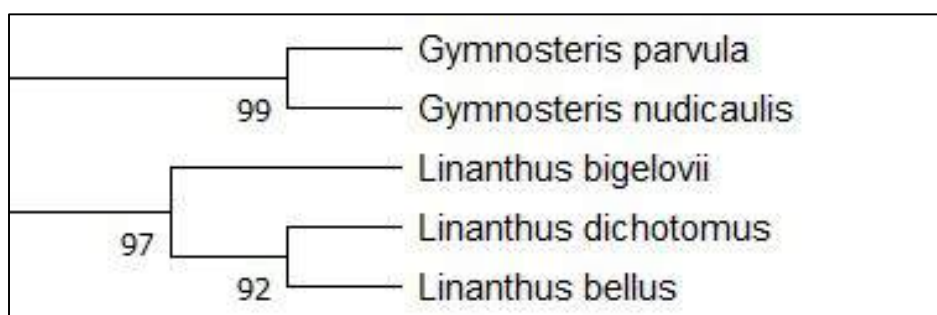 Gymnosteris parvula
99
Gymnosteris nudicaulis
Linanthus bigelovii
Linanthus dichotomus
97
92
Linanthus bellus